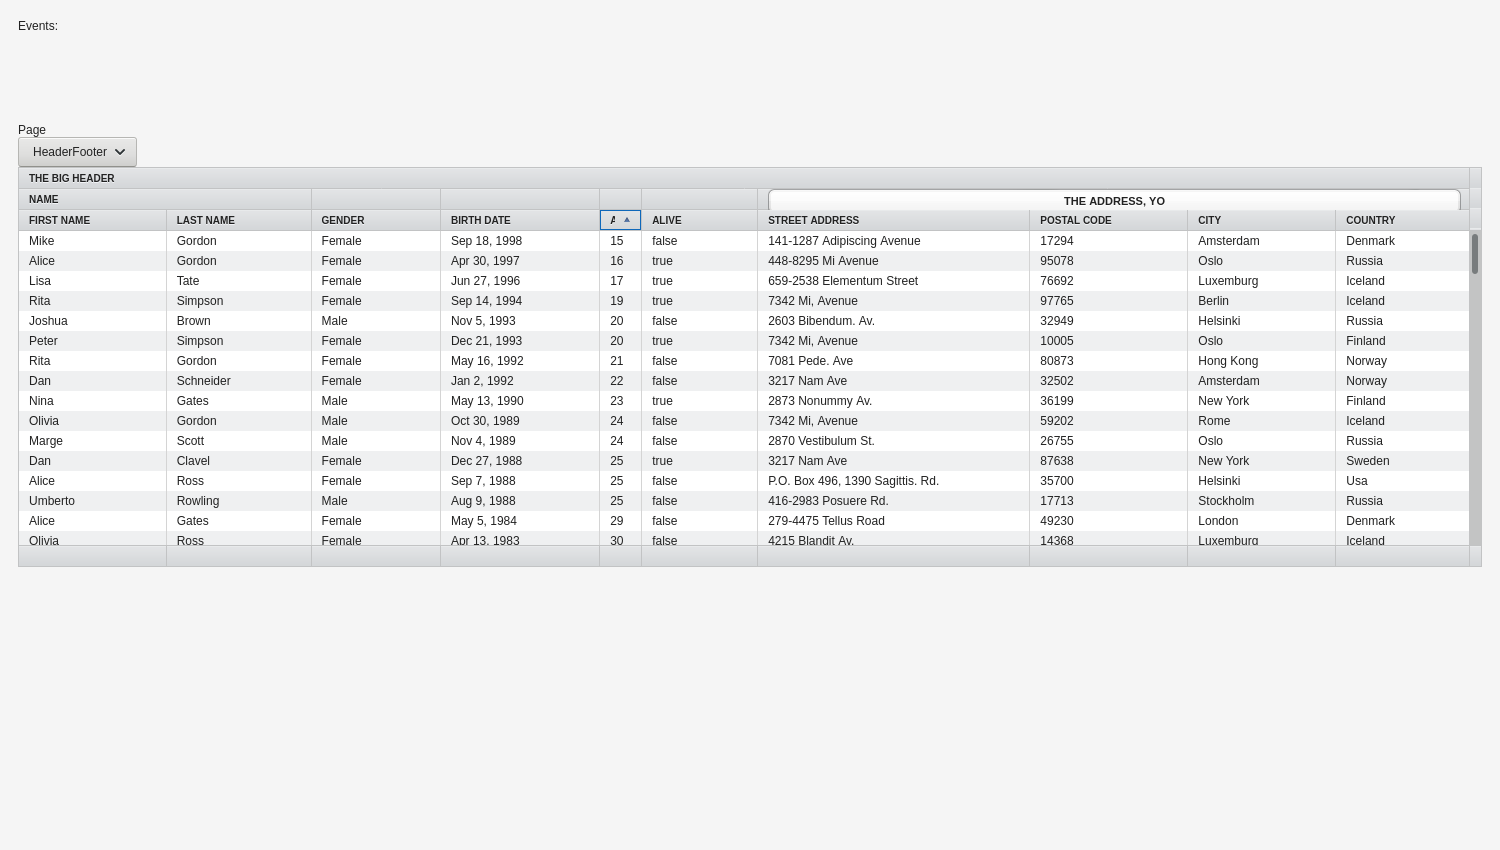 Events:
Page
HeaderFooter
THE BIG HEADER
NAME THE ADDRESS, YO
FIRST NAME LAST NAME GENDER BIRTH DATE ALIVE STREET ADDRESS POSTAL CODE CITY COUNTRY
Mike Gordon Female Sep 18, 1998 15 false 141-1287 Adipiscing Avenue 17294 Amsterdam Denmark
Alice Gordon Female Apr 30, 1997 16 true 448-8295 Mi Avenue 95078 Oslo Russia
Lisa Tate Female Jun 27, 1996 17 true 659-2538 Elementum Street 76692 Luxemburg Iceland
Rita Simpson Female Sep 14, 1994 19 true 7342 Mi, Avenue 97765 Berlin Iceland
Joshua Brown Male Nov 5, 1993 20 false 2603 Bibendum. Av. 32949 Helsinki Russia
Peter Simpson Female Dec 21, 1993 20 true 7342 Mi, Avenue 10005 Oslo Finland
Rita Gordon Female May 16, 1992 21 false 7081 Pede. Ave 80873 Hong Kong Norway
Dan Schneider Female Jan 2, 1992 22 false 3217 Nam Ave 32502 Amsterdam Norway
Nina Gates Male May 13, 1990 23 true 2873 Nonummy Av. 36199 New York Finland
Olivia Gordon Male Oct 30, 1989 24 false 7342 Mi, Avenue 59202 Rome Iceland
Marge Scott Male Nov 4, 1989 24 false 2870 Vestibulum St. 26755 Oslo Russia
Dan Clavel Female Dec 27, 1988 25 true 3217 Nam Ave 87638 New York Sweden
Alice Ross Female Sep 7, 1988 25 false P.O. Box 496, 1390 Sagittis. Rd. 35700 Helsinki Usa
Umberto Rowling Male Aug 9, 1988 25 false 416-2983 Posuere Rd. 17713 Stockholm Russia
Alice Gates Female May 5, 1984 29 false 279-4475 Tellus Road 49230 London Denmark
Olivia Ross Female Apr 13, 1983 30 false 4215 Blandit Av. 14368 Luxemburg Iceland